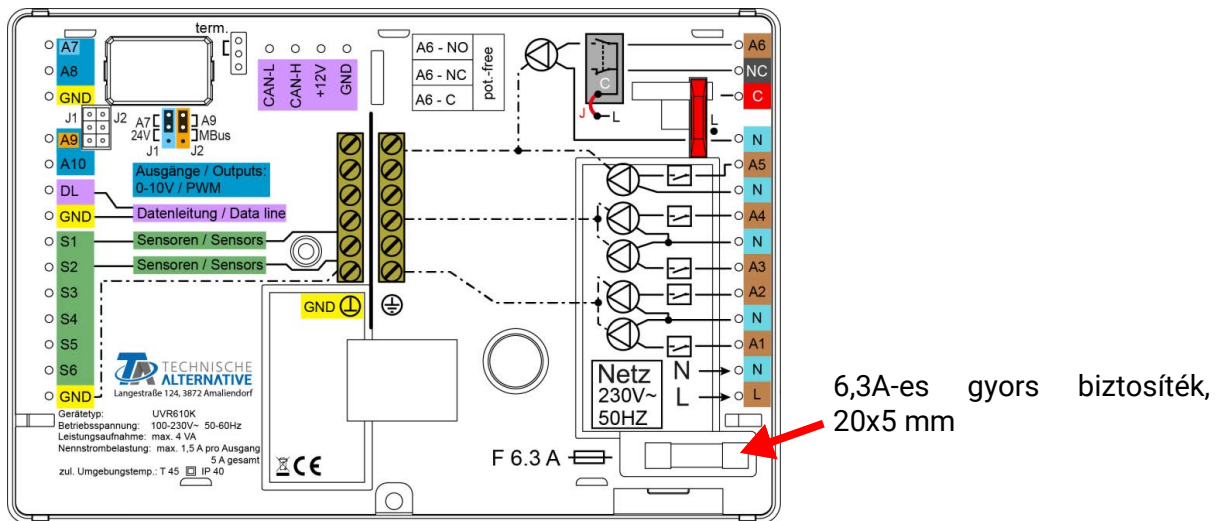 term.
A7
A8
GND
J1 J2
A9
A10
DL
GND
S1
S2
S3
S4
S5
S6
GND
A7 A9
24V MBus
J1 J2
CAN-L
CAN-H
+12V
GND
A6 - NO
A6 - NC
A6 - C
pot.-free
Ausgänge / Outputs:
0-10V / PWM
Datenleitung / Data line
Sensoren / Sensors
Sensoren / Sensors
GND
C
J L
L
A6
NC
C
N
A5
N
A4
N
A3
A2
N
A1
N
L
Netz
230V~
50HZ
N
L
TA TECHNISCHE
ALTERNATIVE
Langestraße 124, 3872 Amaliendorf
Gerätetyp: UVR610K
Betriebsspannung: 100-230V~ 50-60Hz
Leistungsaufnahme: max. 4 VA
Nennstrombelastung: max. 1,5 A pro Ausgang
5 A gesamt
zul. Umgebungstemp.: T 45 IP 40
CE
F 6.3 A
6,3A-es gyors biztosíték,
20x5 mm